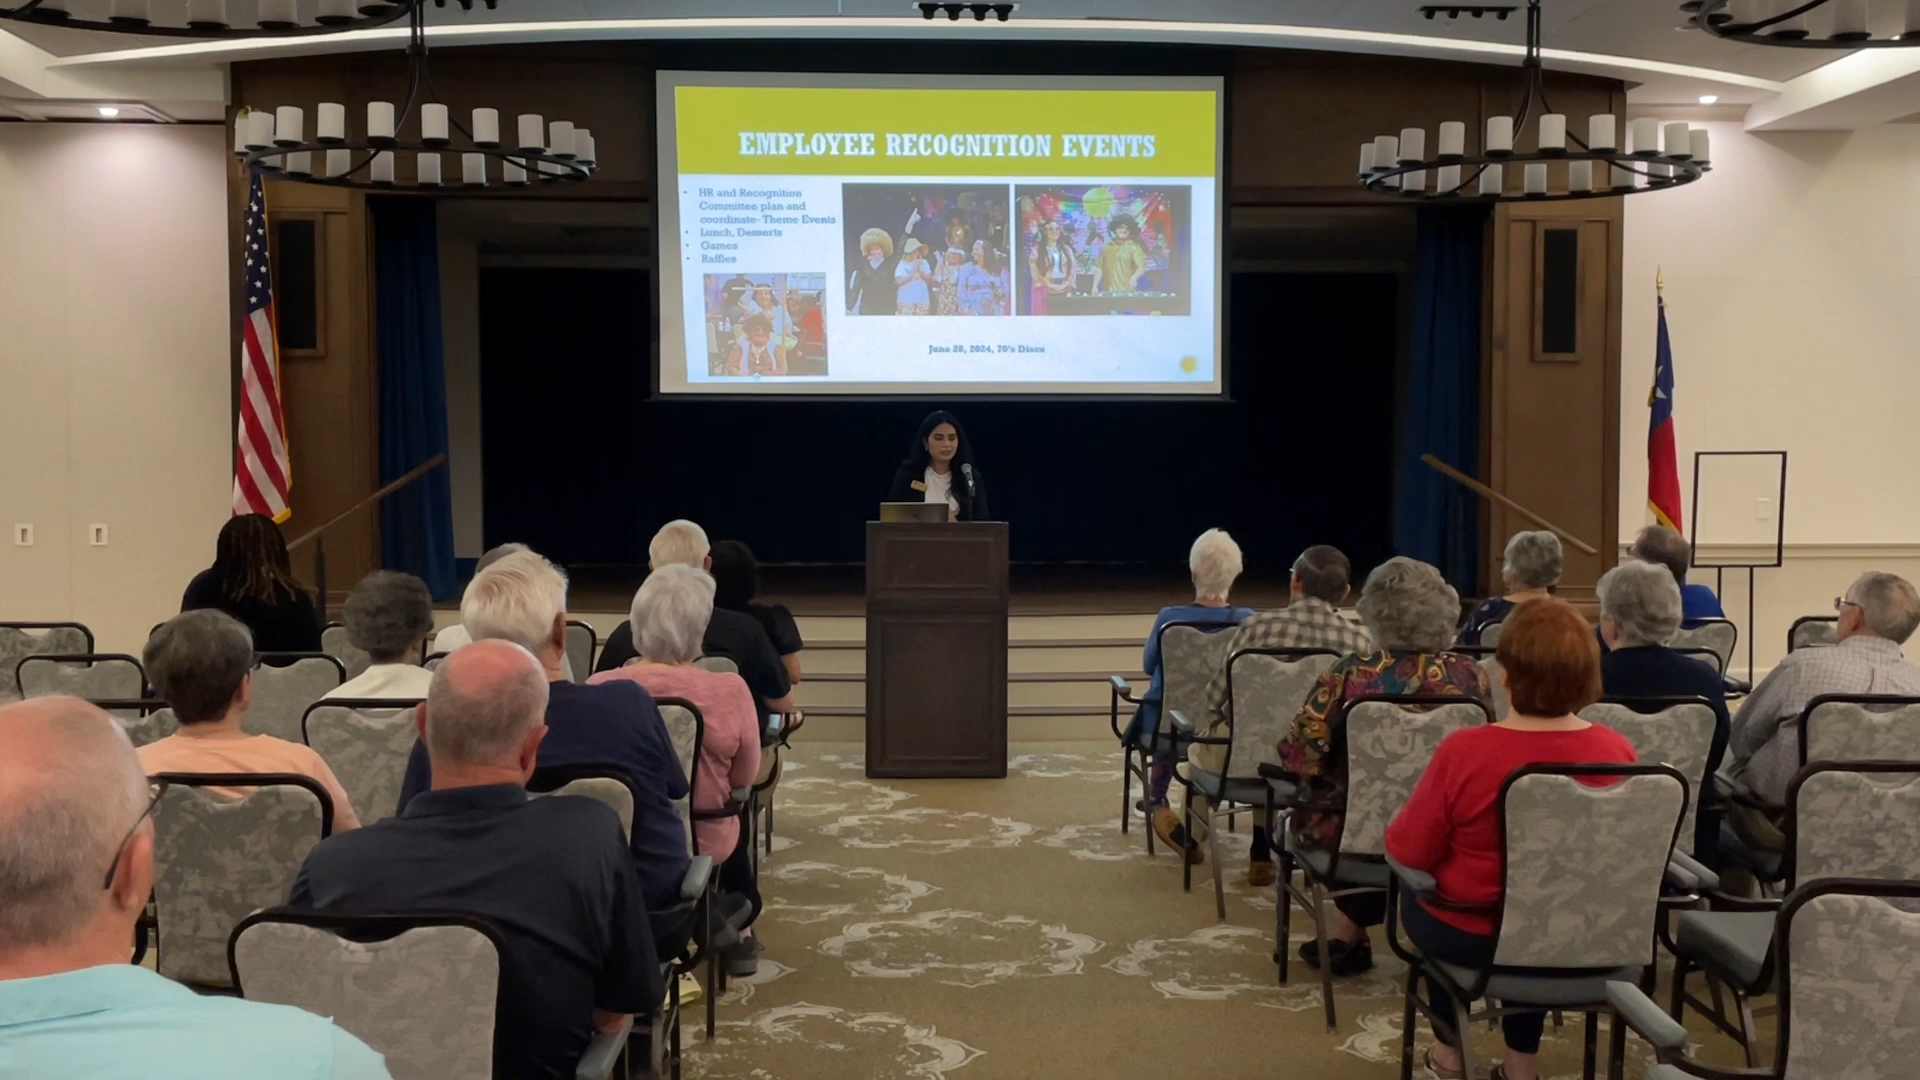 EMPLOYEE RECOGNITION EVENTS
• HR and Recognition
Committee plan and
coordinate- Theme Events
• Lunch, Desserts
• Games
• Raffles
June 28, 2024, 70's Disco